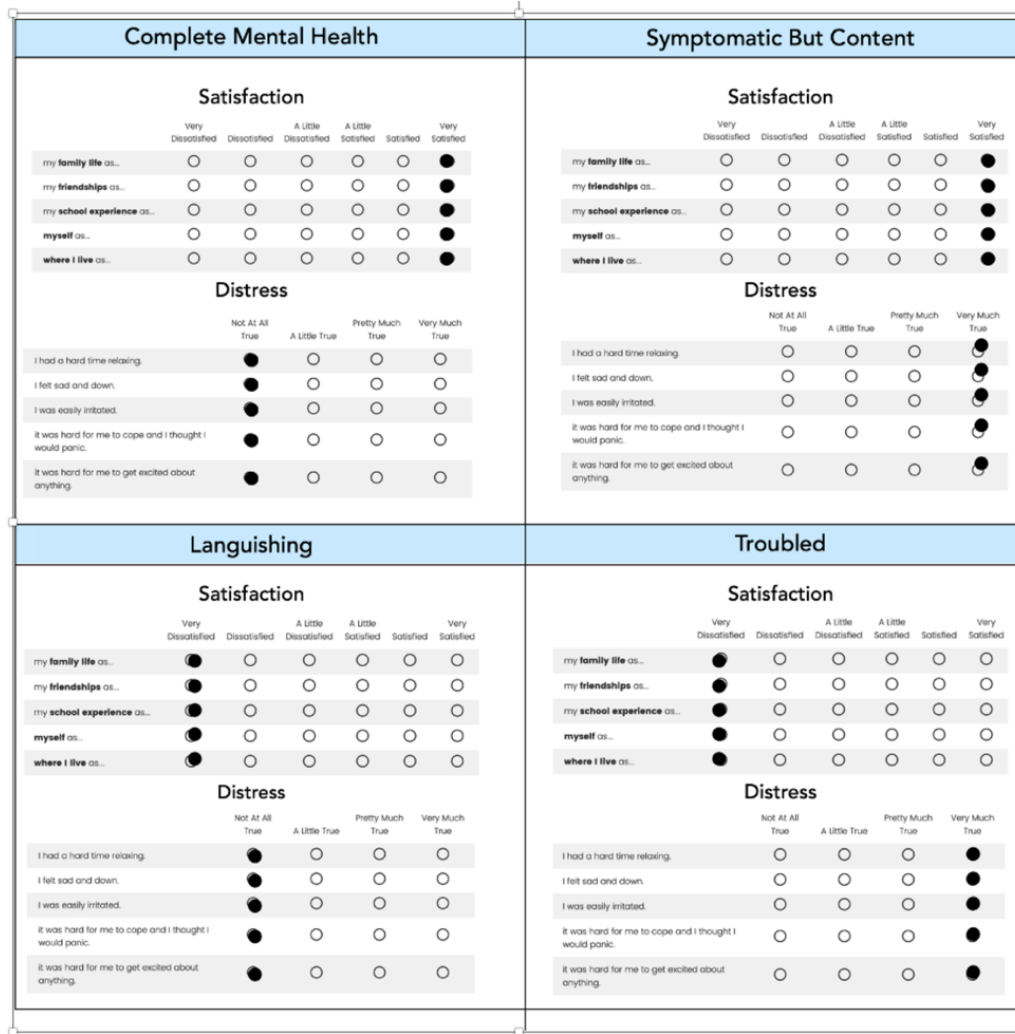 Complete Mental Health
Satisfaction
Very Dissatisfied Dissatisfied A Little Dissatisfied A Little Satisfied Satisfied Very Satisfied
my family life as...
my friendships as...
my school experience as...
myself as...
where I live as...
Distress
Not At All True A Little True Pretty Much True Very Much True
I had a hard time relaxing.
I felt sad and down.
I was easily irritated.
it was hard for me to cope and I thought I
would panic.
it was hard for me to get excited about
anything.
Symptomatic But Content
Satisfaction
Very Dissatisfied Dissatisfied A Little Dissatisfied A Little Satisfied Satisfied Very Satisfied
my family life as...
my friendships as...
my school experience as...
myself as...
where I live as...
Distress
Not At All True A Little True Pretty Much True Very Much True
I had a hard time relaxing.
I felt sad and down.
I was easily irritated.
it was hard for me to cope and I thought I
would panic.
it was hard for me to get excited about
anything.
Languishing
Satisfaction
Very Dissatisfied Dissatisfied A Little Dissatisfied A Little Satisfied Satisfied Very Satisfied
my family life as...
my friendships as...
my school experience as...
myself as...
where I live as...
Distress
Not At All True A Little True Pretty Much True Very Much True
I had a hard time relaxing.
I felt sad and down.
I was easily irritated.
it was hard for me to cope and I thought I
would panic.
it was hard for me to get excited about
anything.
Troubled
Satisfaction
Very Dissatisfied Dissatisfied A Little Dissatisfied A Little Satisfied Satisfied Very Satisfied
my family life as...
my friendships as...
my school experience as...
myself as...
where I live as...
Distress
Not At All True A Little True Pretty Much True Very Much True
I had a hard time relaxing.
I felt sad and down.
I was easily irritated.
it was hard for me to cope and I thought I
would panic.
it was hard for me to get excited about
anything.